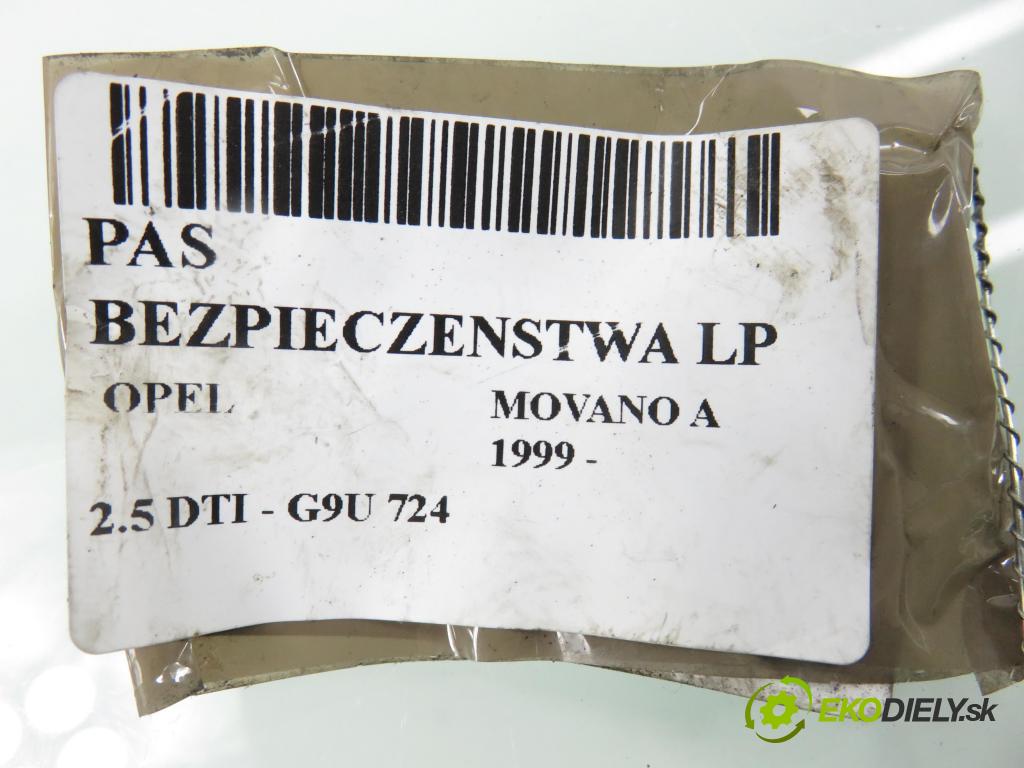 PAS
BEZPIECZENSTWA LP
OPEL MOVANO A
1999 -
2.5 DTI - G9U 724
EKODIELY.sk